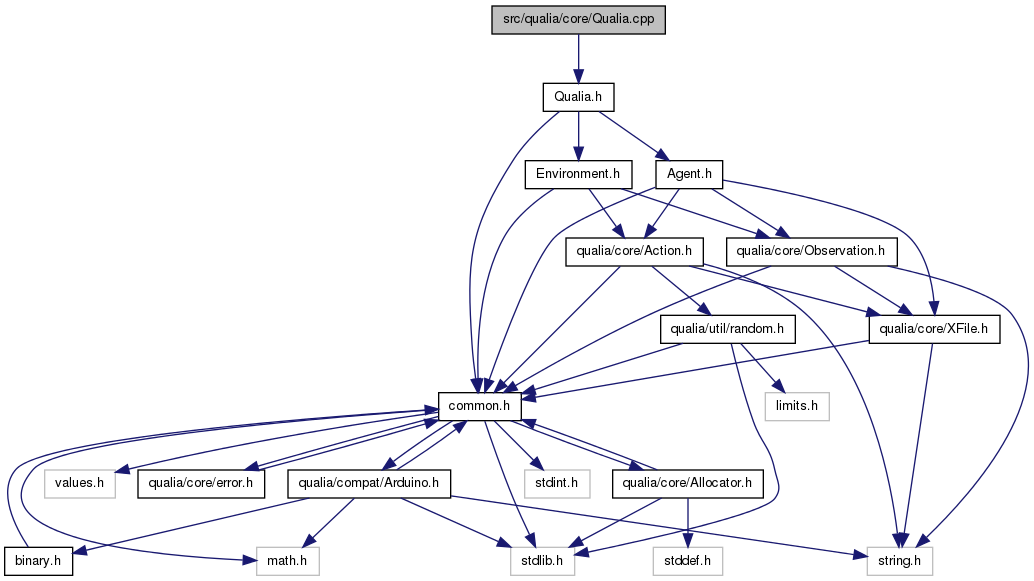 src/qualia/core/Qualia.cpp
Qualia.h
Environment.h
Agent.h
qualia/core/Action.h
qualia/core/Observation.h
qualia/util/random.h
qualia/core/XFile.h
common.h
limits.h
values.h
qualia/core/error.h
qualia/compat/Arduino.h
stdint.h
qualia/core/Allocator.h
binary.h
math.h
stdlib.h
stddef.h
string.h